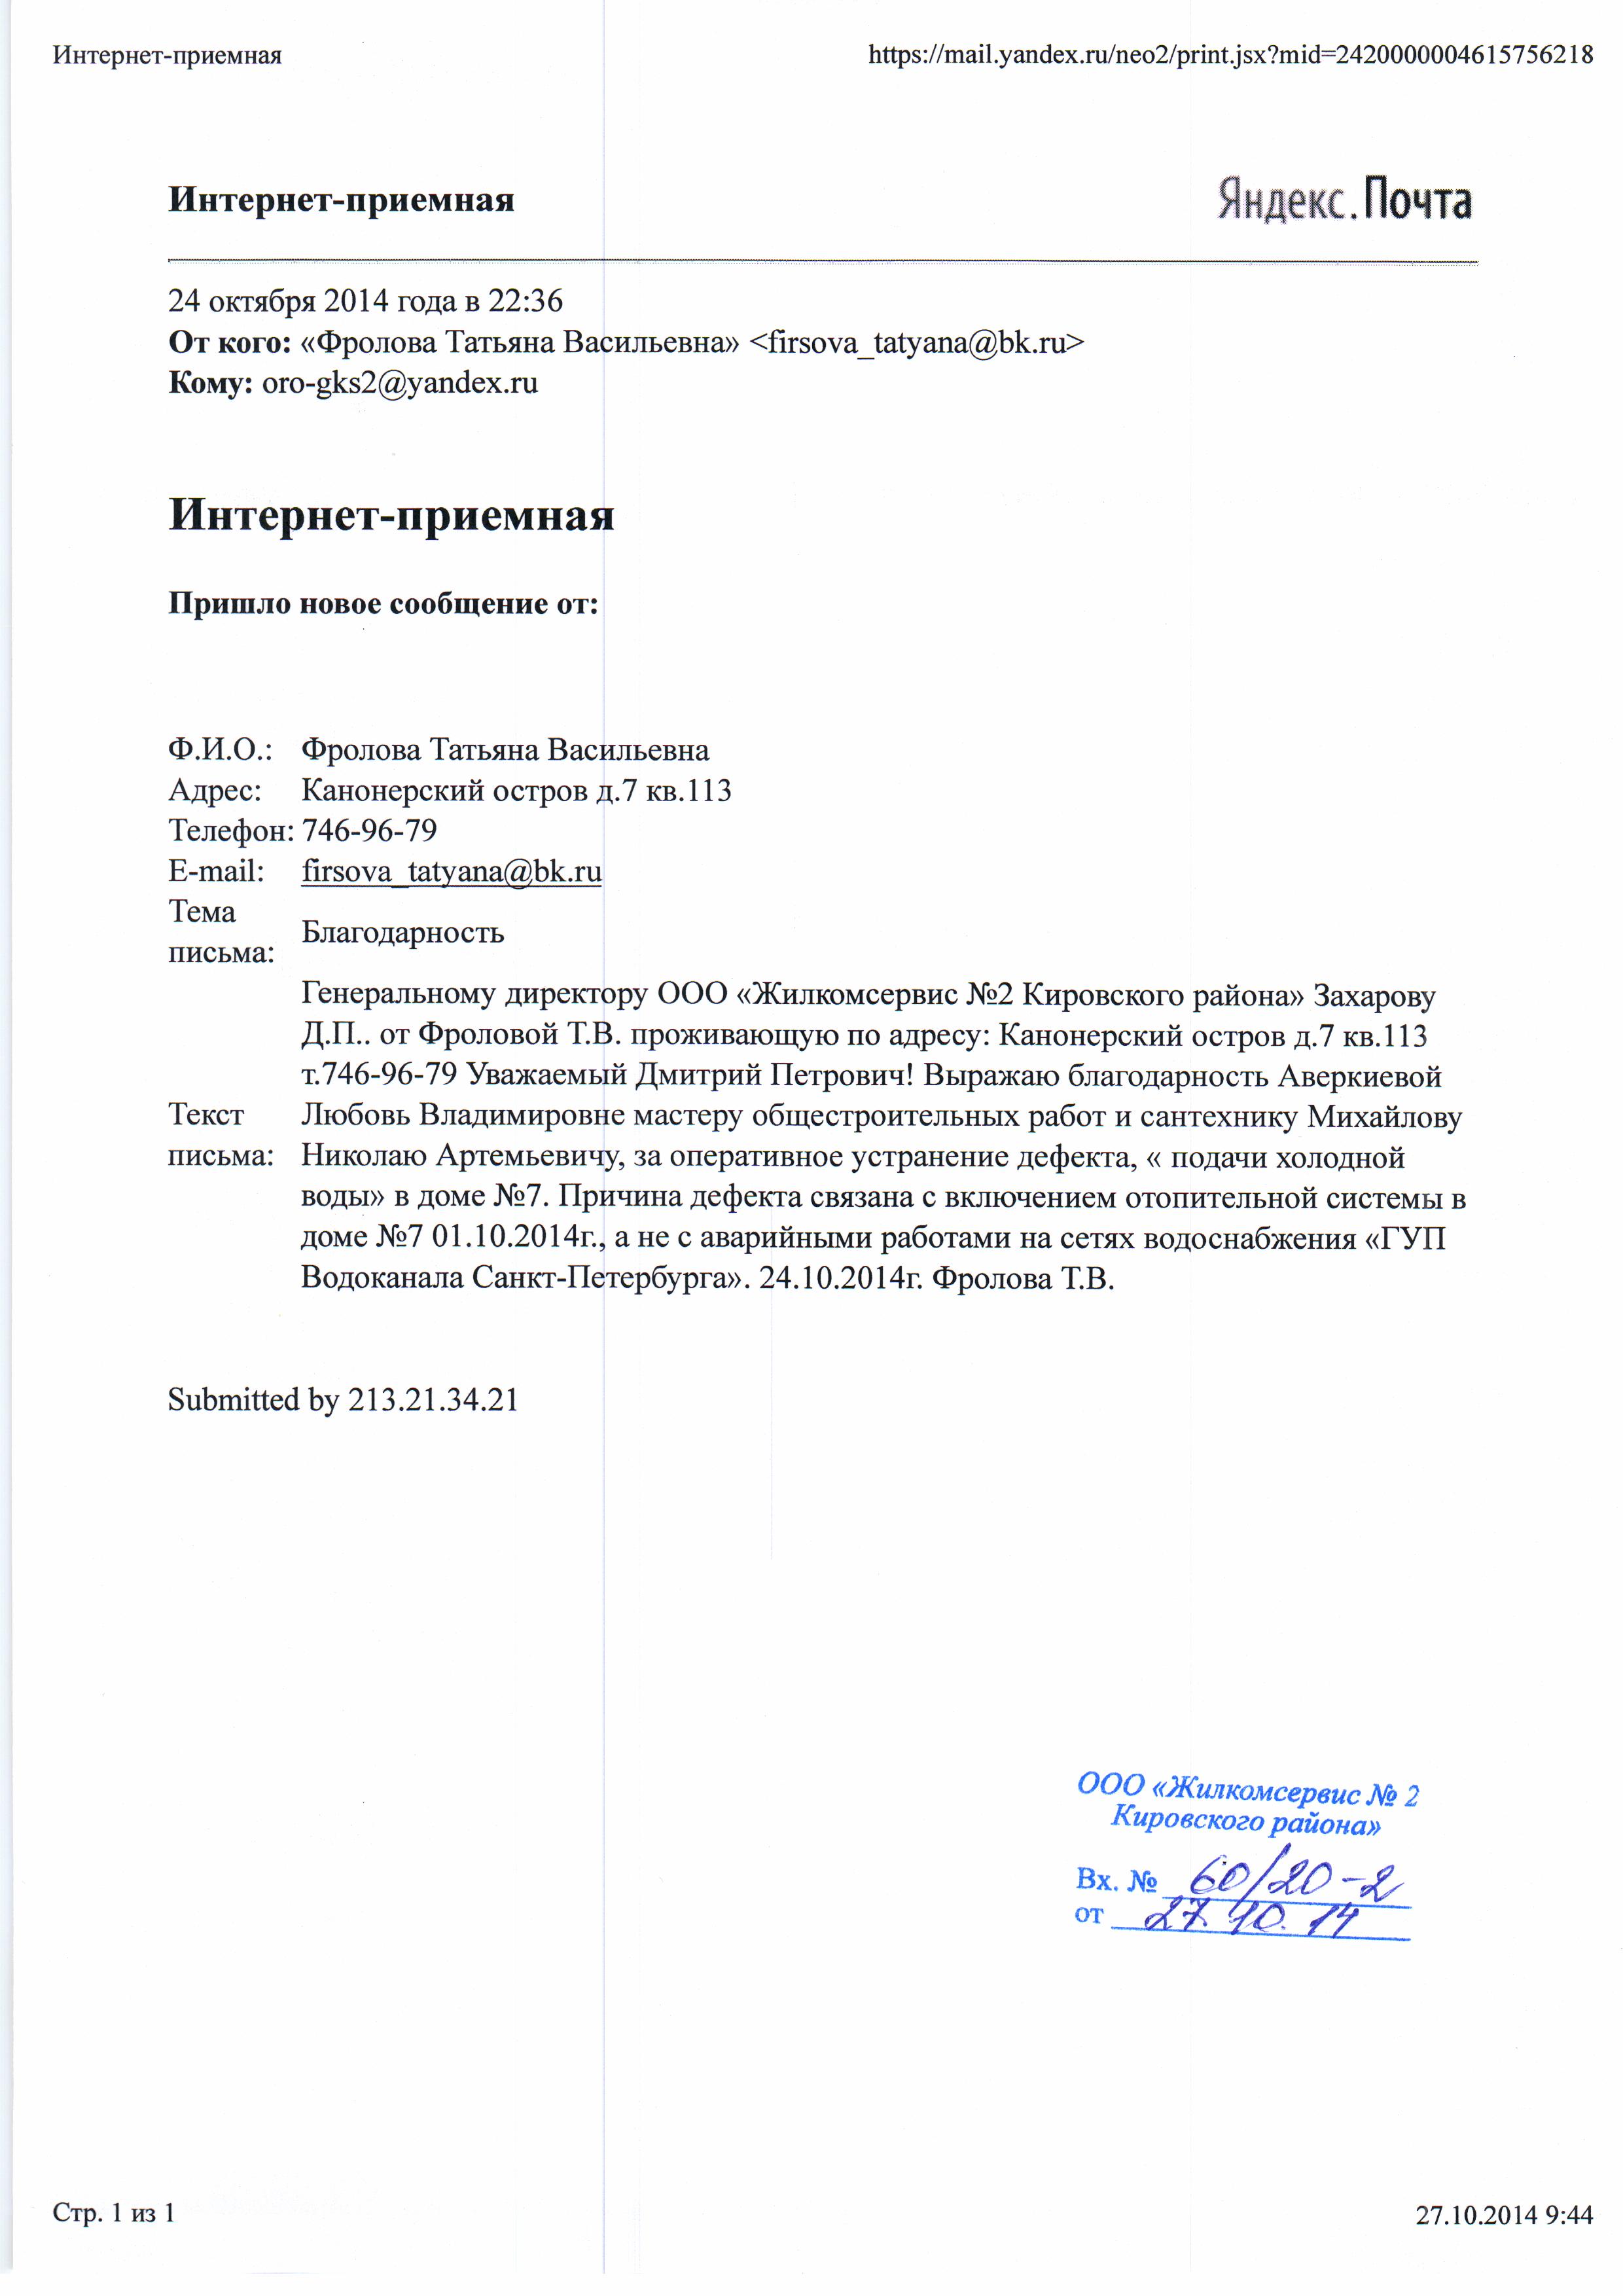 Интернет-приемная
https://mail.yandex.ru/neo2/print.jsx?mid=2420000004615756218
Интернет-приемная
Яндекс.Почта
24 октября 2014 года в 22:36
От кого: «Фролова Татьяна Васильевна» <firsova_tatyana@bk.ru>
Кому: oro-gks2@yandex.ru
Интернет-приемная
Пришло новое сообщение от:
Ф.И.О.: Фролова Татьяна Васильевна
Адрес: Канонерский остров д.7 кв.113
Телефон: 746-96-79
E-mail: firsova_tatyana@bk.ru
Тема
письма:
Благодарность
Текст
письма:
Генеральному директору ООО «Жилкомсервис №2 Кировского района» Захарову
Д.П.. от Фроловой Т.В. проживающую по адресу: Канонерский остров д.7 кв.113
т.746-96-79 Уважаемый Дмитрий Петрович! Выражаю благодарность Аверкиевой
Любовь Владимировне мастеру общестроительных работ и сантехнику Михайлову
Николаю Артемьевичу, за оперативное устранение дефекта, « подачи холодной
воды» в доме №7. Причина дефекта связана с включением отопительной системы в
доме №7 01.10.2014г., а не с аварийными работами на сетях водоснабжения «ГУП
Водоканала Санкт-Петербурга». 24.10.2014г. Фролова Т.В.
Submitted by 213.21.34.21
ООО «Жилкомсервис № 2
Кировского района»
Вх. № 60/20-2
от 27.10.14
Стр. 1 из 1
27.10.2014 9:44